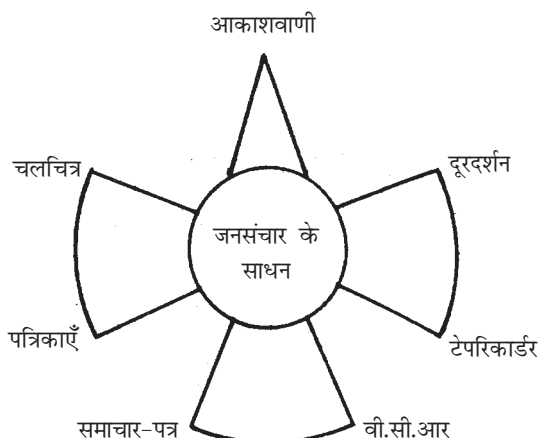 आकाशवाणी
चलचित्र
दूरदर्शन
जनसंचार के
साधन
पत्रिकाएँ
टेपरिकार्डर
समाचार-पत्र
वी.सी.आर